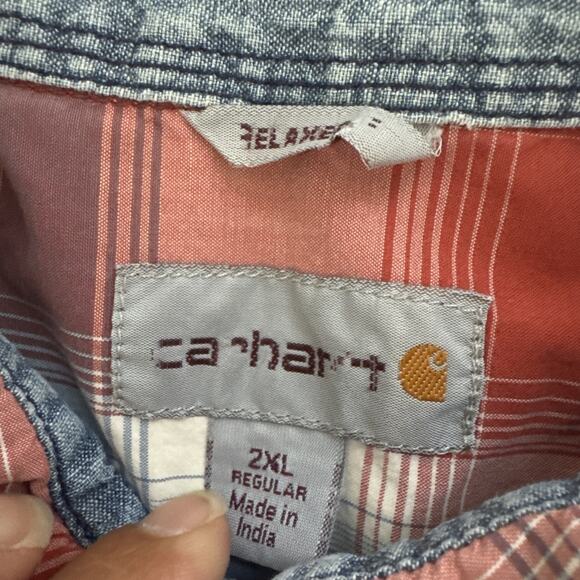 RELAXED
carhartt
2XL
REGULAR
Made in
India